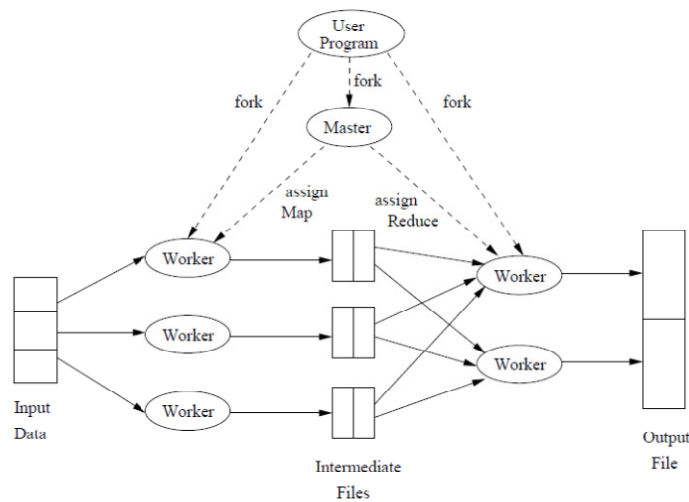 User
Program
fork
fork
fork
Master
assign
Map
assign
Reduce
Worker
Worker
Worker
Worker
Worker
Input
Data
Intermediate
Files
Output
File